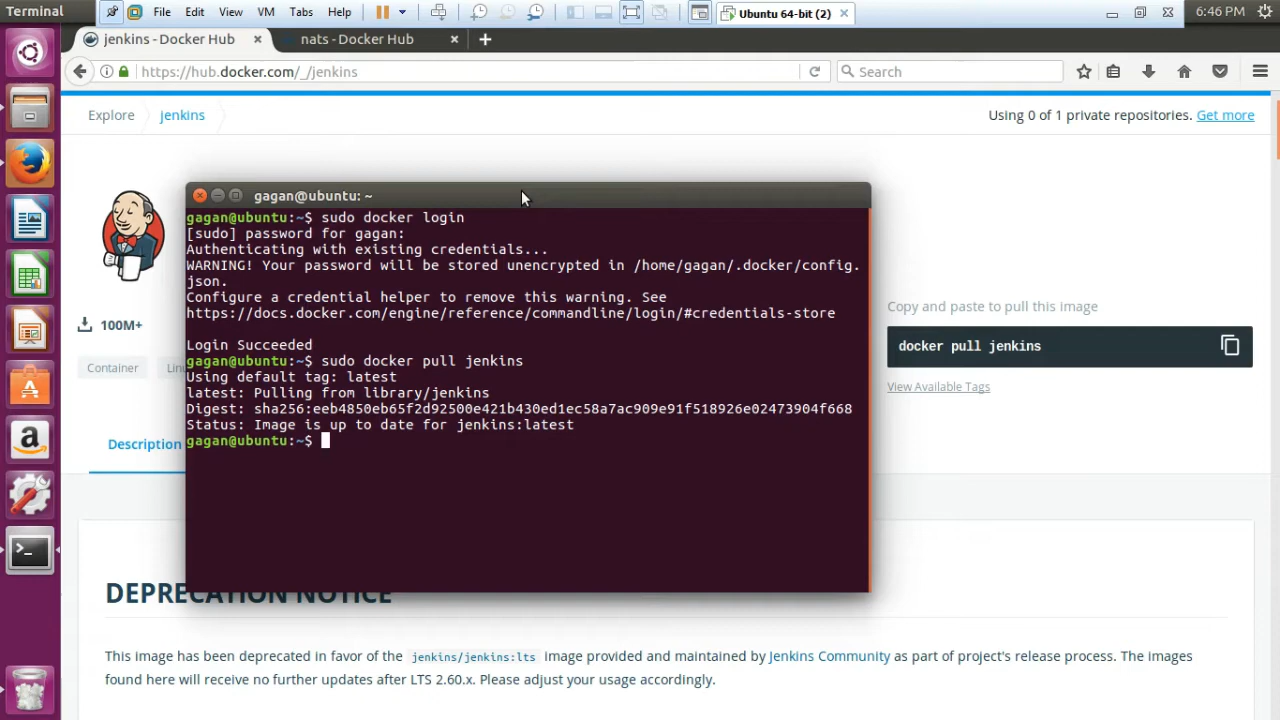 Terminal
File Edit View VM Tabs Help
Ubuntu 64-bit (2)
6:46 PM
jenkins - Docker Hub
nats - Docker Hub
https://hub.docker.com/_/jenkins
Search
Explore
jenkins
Using 0 of 1 private repositories. Get more
gagan@ubuntu: ~
gagan@ubuntu:~$ sudo docker login
[sudo] password for gagan:
Authenticating with existing credentials...
WARNING! Your password will be stored unencrypted in /home/gagan/.docker/config.
json.
Configure a credential helper to remove this warning. See
https://docs.docker.com/engine/reference/commandline/login/#credentials-store
Login Succeeded
gagan@ubuntu:~$ sudo docker pull jenkins
Using default tag: latest
latest: Pulling from library/jenkins
Digest: sha256:eeb4850eb65f2d92500e421b430ed1ec58a7ac909e91f518926e02473904f668
Status: Image is up to date for jenkins:latest
gagan@ubuntu:~$
100M+
Container
Copy and paste to pull this image
docker pull jenkins
View Available Tags
Description
DEPRECATION NOTICE
This image has been deprecated in favor of the jenkins/jenkins:lts image provided and maintained by Jenkins Community as part of project's release process. The images
found here will receive no further updates after LTS 2.60.x. Please adjust your usage accordingly.